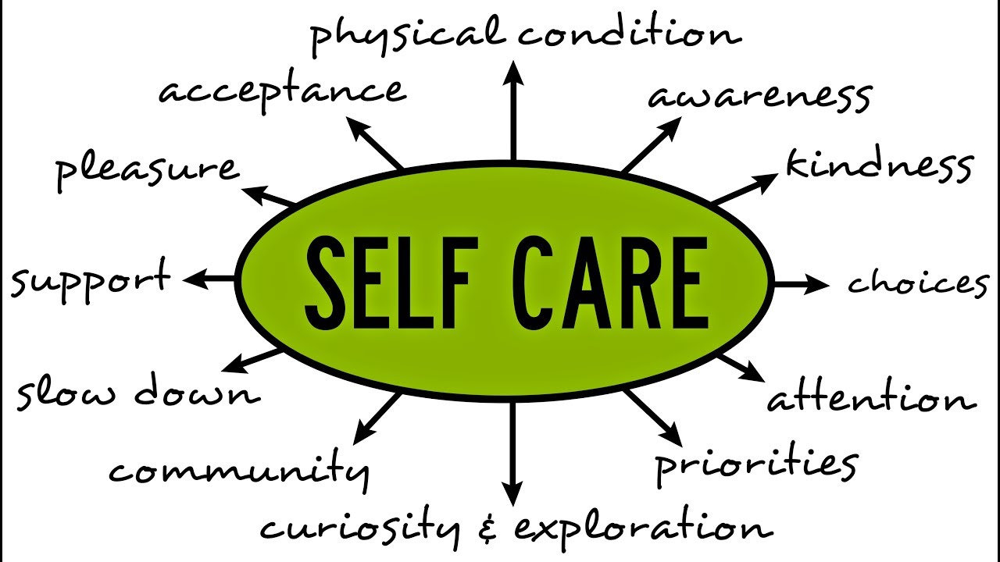 physical condition
acceptance
awareness
pleasure
kindness
SELF CARE
support
choices
slow down
attention
community
priorities
curiosity & exploration